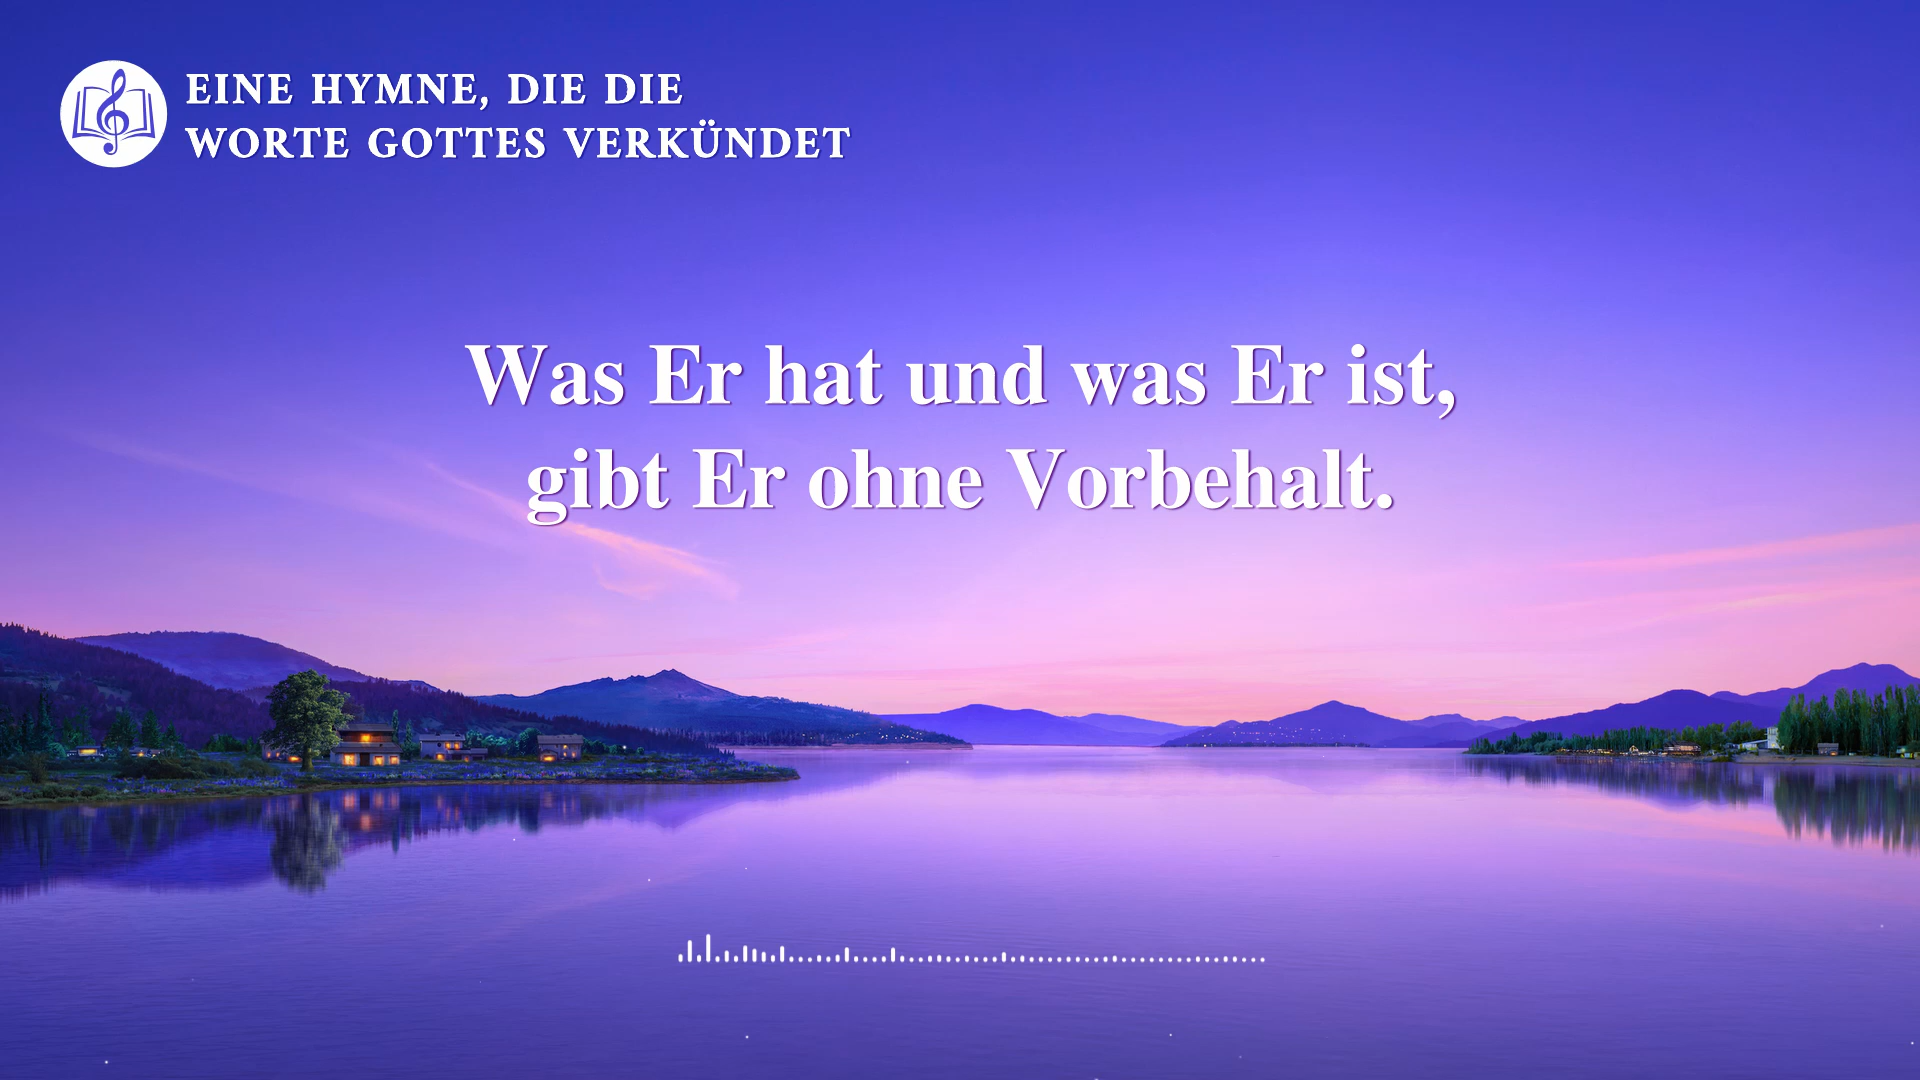 EINE HYMNE, DIE DIE
WORTE GOTTES VERKÜNDET
Was Er hat und was Er ist,
gibt Er ohne Vorbehalt.